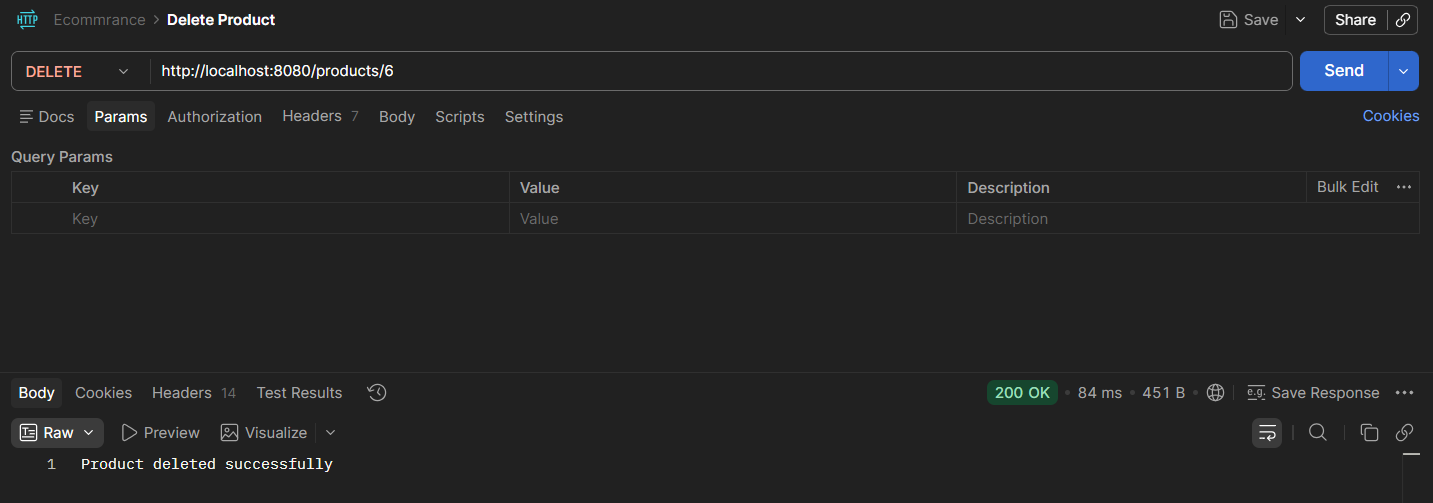 HTTP Ecommrance > Delete Product Save Share
DELETE http://localhost:8080/products/6 Send
Docs Params Authorization Headers 7 Body Scripts Settings Cookies
Query Params
Key Value Description Bulk Edit ...
Key Value Description
Body Cookies Headers 14 Test Results 200 OK • 84 ms • 451 B • e.g. Save Response ...
Raw Preview Visualize
1 Product deleted successfully